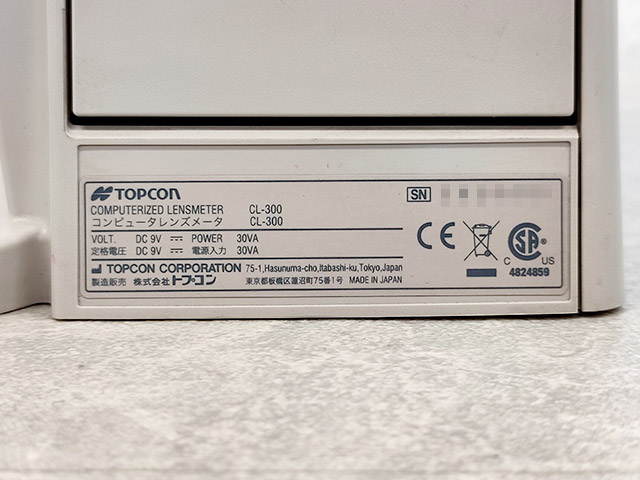 TOPCON
SN
COMPUTERIZED LENSMETER CL-300
コンピュータレンズメータ CL-300
VOLT. DC 9V POWER 30VA
定格電圧 DC 9V 電源入力 30VA
TOPCON CORPORATION 75-1,Hasunuma-cho,Itabashi-ku,Tokyo,Japan
製造販売 株式会社トプコン 東京都板橋区蓮沼町75番1号 MADE IN JAPAN
CE
SA
C US
4824859